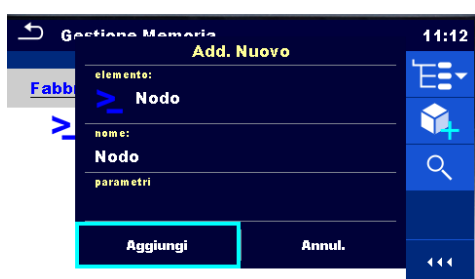 Gestione Memoria
11:12
Add. Nuovo
elemento:
Nodo
nome:
Nodo
parametri
Aggiungi
Annul.